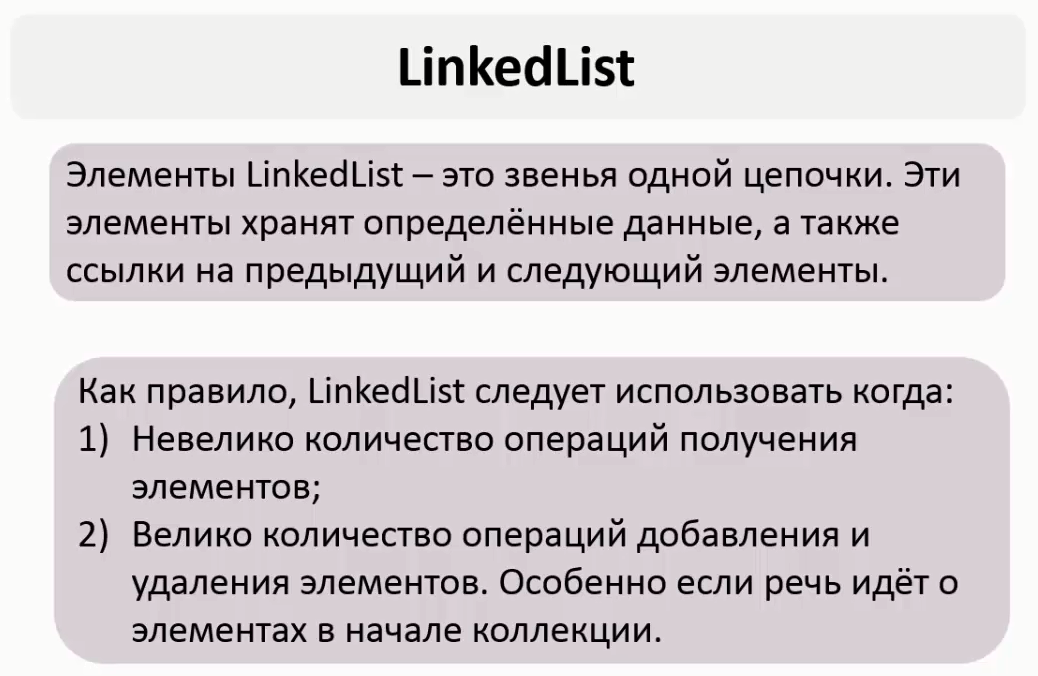 LinkedList
Элементы LinkedList – это звенья одной цепочки. Эти
элементы хранят определённые данные, а также
ссылки на предыдущий и следующий элементы.
Как правило, LinkedList следует использовать когда:
1) Невелико количество операций получения
элементов;
2) Велико количество операций добавления и
удаления элементов. Особенно если речь идёт о
элементах в начале коллекции.